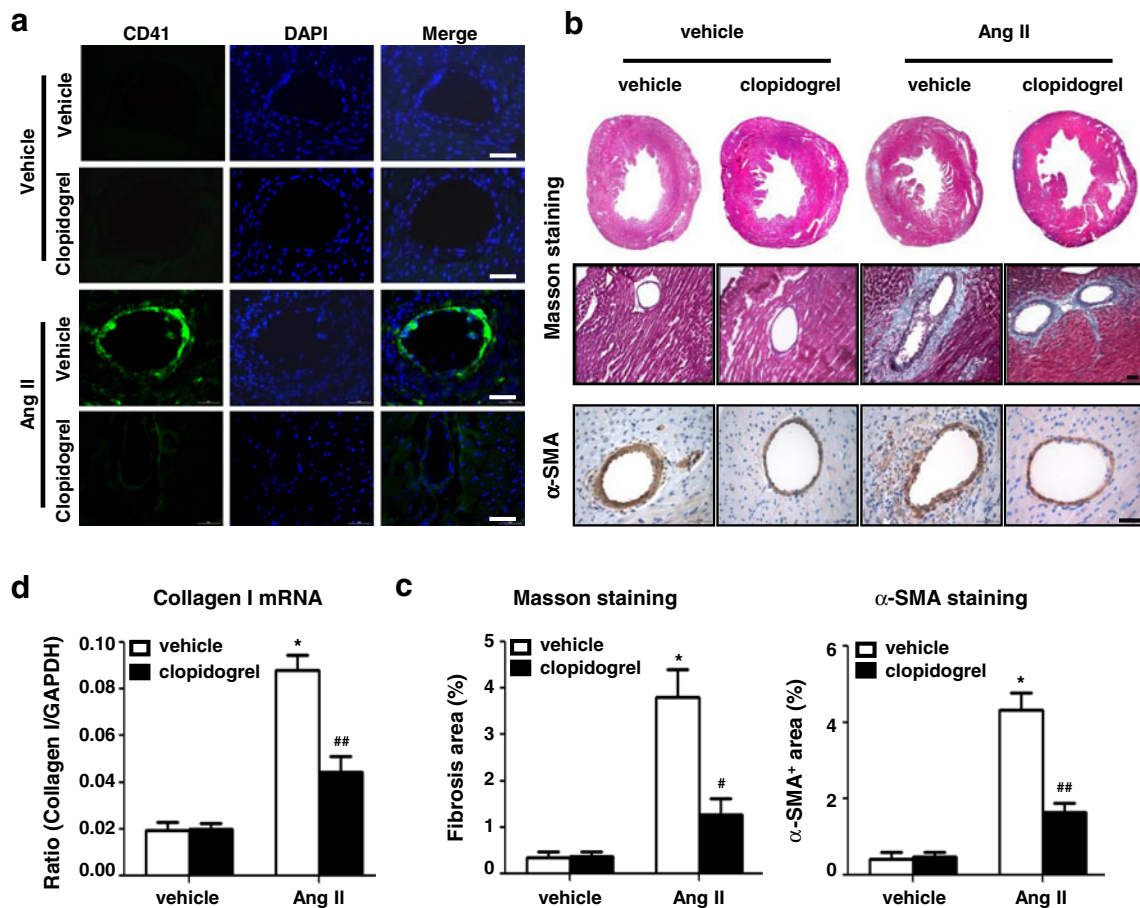 a
CD41 DAPI Merge
Vehicle
Vehicle
Clopidogrel
Ang II
Vehicle
Clopidogrel
b
vehicle Ang II
vehicle clopidogrel vehicle clopidogrel
Masson staining
α-SMA
d
Collagen I mRNA
Ratio (Collagen I/GAPDH)
vehicle
clopidogrel
0.10
0.08
0.06
0.04
0.02
0.00
*
##
vehicle Ang II
c
Masson staining
Fibrosis area (%)
vehicle
clopidogrel
5
4
3
2
1
0
*
#
vehicle Ang II
α-SMA staining
α-SMA⁺ area (%)
vehicle
clopidogrel
6
4
2
0
*
##
vehicle Ang II